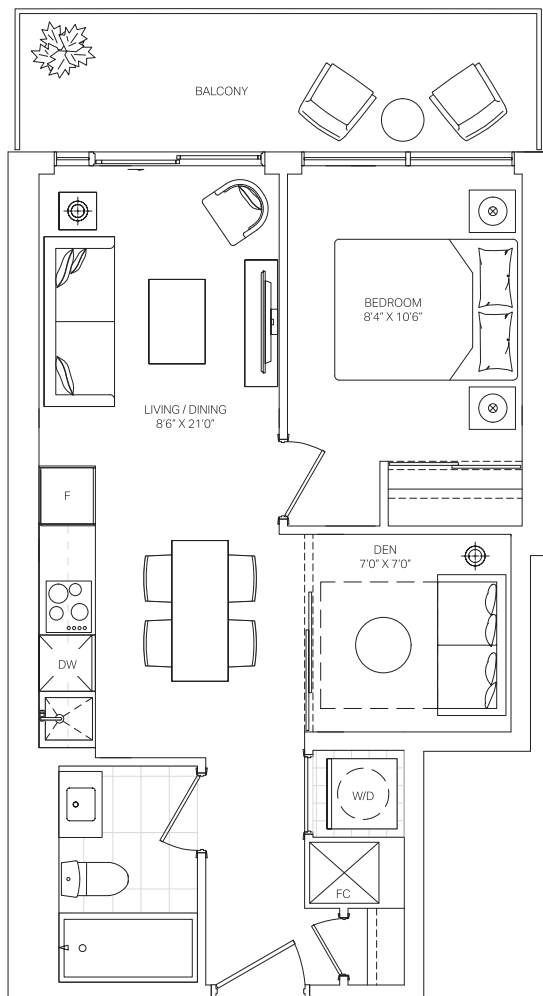 BALCONY
BEDROOM
8'4" X 10'6"
LIVING / DINING
8'6" X 21'0"
F
DEN
7'0" X 7'0"
DW
W/D
FC